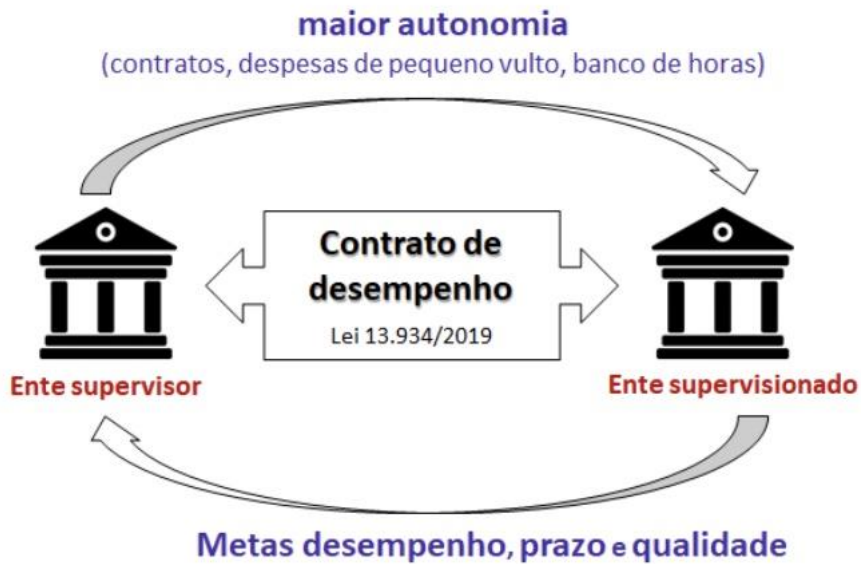 maior autonomia
(contratos, despesas de pequeno vulto, banco de horas)
Contrato de
desempenho
Lei 13.934/2019
Ente supervisor
Ente supervisionado
Metas desempenho, prazo e qualidade